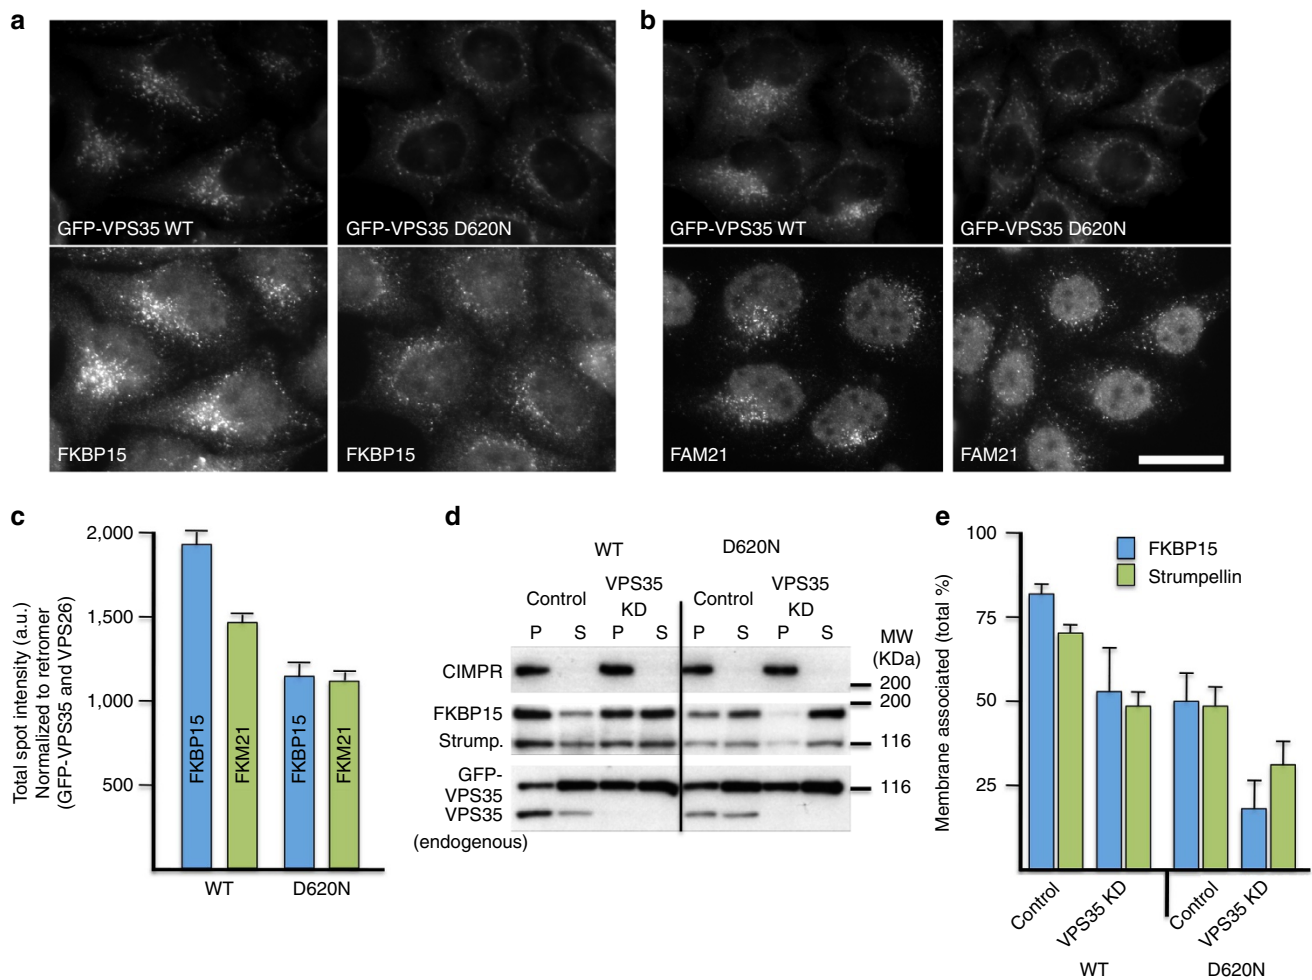 a
GFP-VPS35 WT
GFP-VPS35 D620N
FKBP15
FKBP15
b
GFP-VPS35 WT
GFP-VPS35 D620N
FAM21
FAM21
c
Total spot intensity (a.u.)
Normalized to retromer
(GFP-VPS35 and VPS26)
2,000
1,500
1,000
500
FKBP15
FKM21
FKBP15
FKM21
WT
D620N
d
WT
D620N
Control
VPS35
KD
Control
VPS35
KD
P S P S P S P S
MW
(KDa)
CIMPR
200
200
FKBP15
Strump.
116
GFP-
VPS35
116
VPS35
(endogenous)
e
Membrane associated (total %)
100
75
50
25
FKBP15
Strumpellin
Control
VPS35 KD
Control
VPS35 KD
WT
D620N